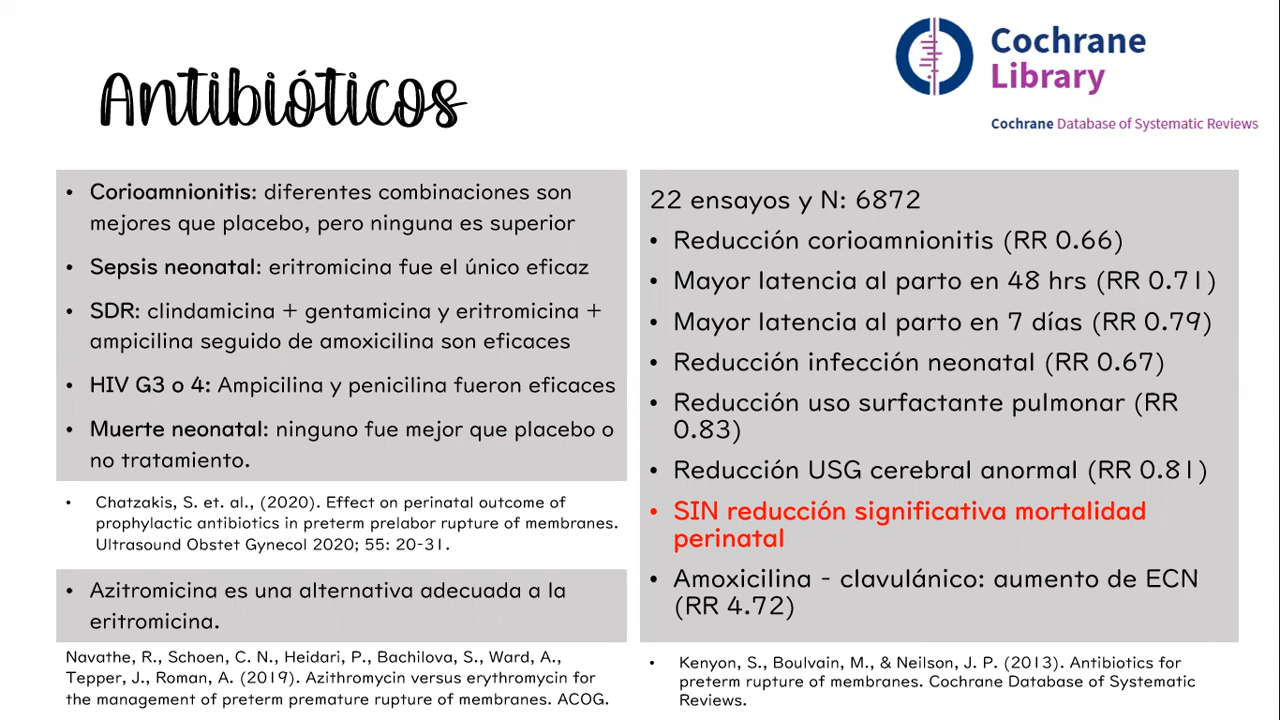 Antibióticos
Cochrane
Library
Cochrane Database of Systematic Reviews
• Corioamnionitis: diferentes combinaciones son
mejores que placebo, pero ninguna es superior
• Sepsis neonatal: eritromicina fue el único eficaz
• SDR: clindamicina + gentamicina y eritromicina +
ampicilina seguido de amoxicilina son eficaces
• HIV G3 o 4: Ampicilina y penicilina fueron eficaces
• Muerte neonatal: ninguno fue mejor que placebo o
no tratamiento.
• Chatzakis, S. et. al., (2020). Effect on perinatal outcome of
prophylactic antibiotics in preterm prelabor rupture of membranes.
Ultrasound Obstet Gynecol 2020; 55: 20-31.
• Azitromicina es una alternativa adecuada a la
eritromicina.
Navathe, R., Schoen, C. N., Heidari, P., Bachilova, S., Ward, A.,
Tepper, J., Roman, A. (2019). Azithromycin versus erythromycin for
the management of preterm premature rupture of membranes. ACOG.
22 ensayos y N: 6872
• Reducción corioamnionitis (RR 0.66)
• Mayor latencia al parto en 48 hrs (RR 0.71)
• Mayor latencia al parto en 7 días (RR 0.79)
• Reducción infección neonatal (RR 0.67)
• Reducción uso surfactante pulmonar (RR
0.83)
• Reducción USG cerebral anormal (RR 0.81)
• SIN reducción significativa mortalidad
perinatal
• Amoxicilina - clavulánico: aumento de ECN
(RR 4.72)
• Kenyon, S., Boulvain, M., & Neilson, J. P. (2013). Antibiotics for
preterm rupture of membranes. Cochrane Database of Systematic
Reviews.